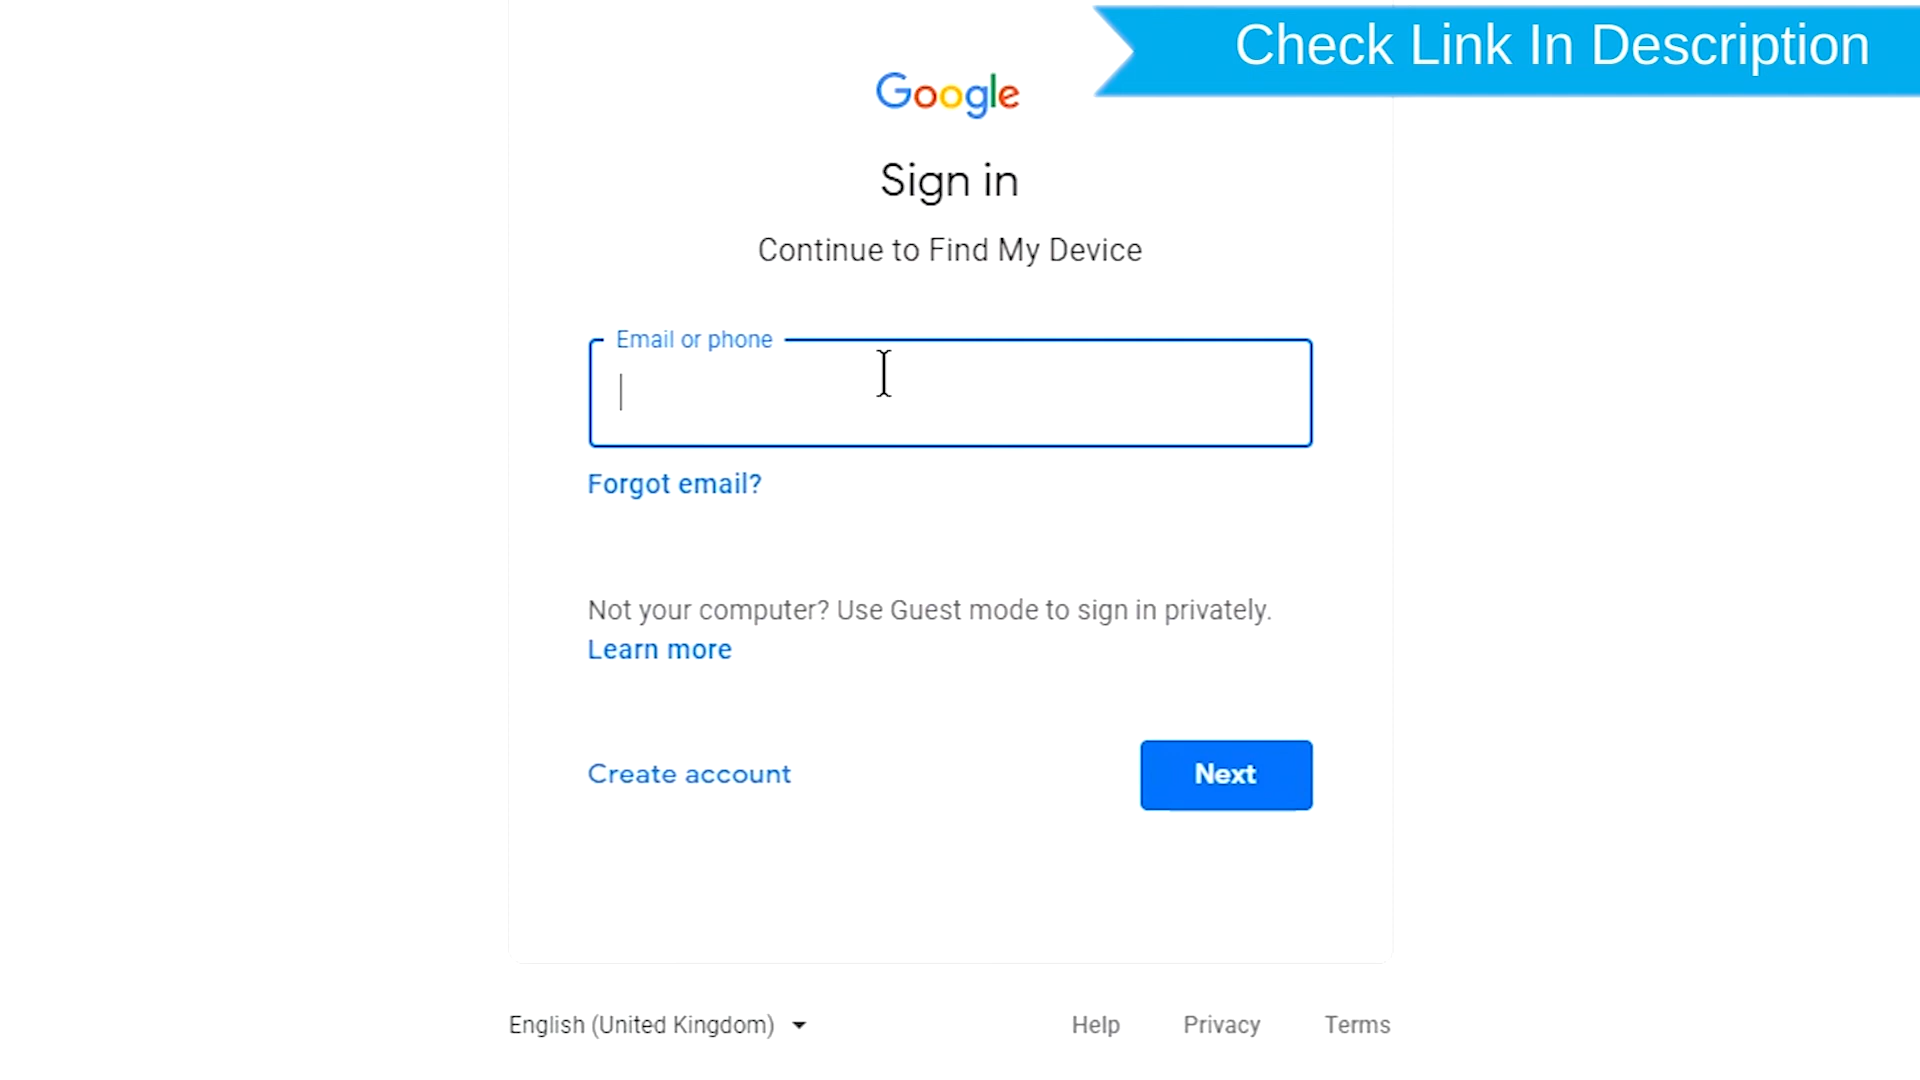 Check Link In Description
Google
Sign in
Continue to Find My Device
Email or phone
Forgot email?
Not your computer? Use Guest mode to sign in privately.
Learn more
Create account
Next
English (United Kingdom)
Help
Privacy
Terms